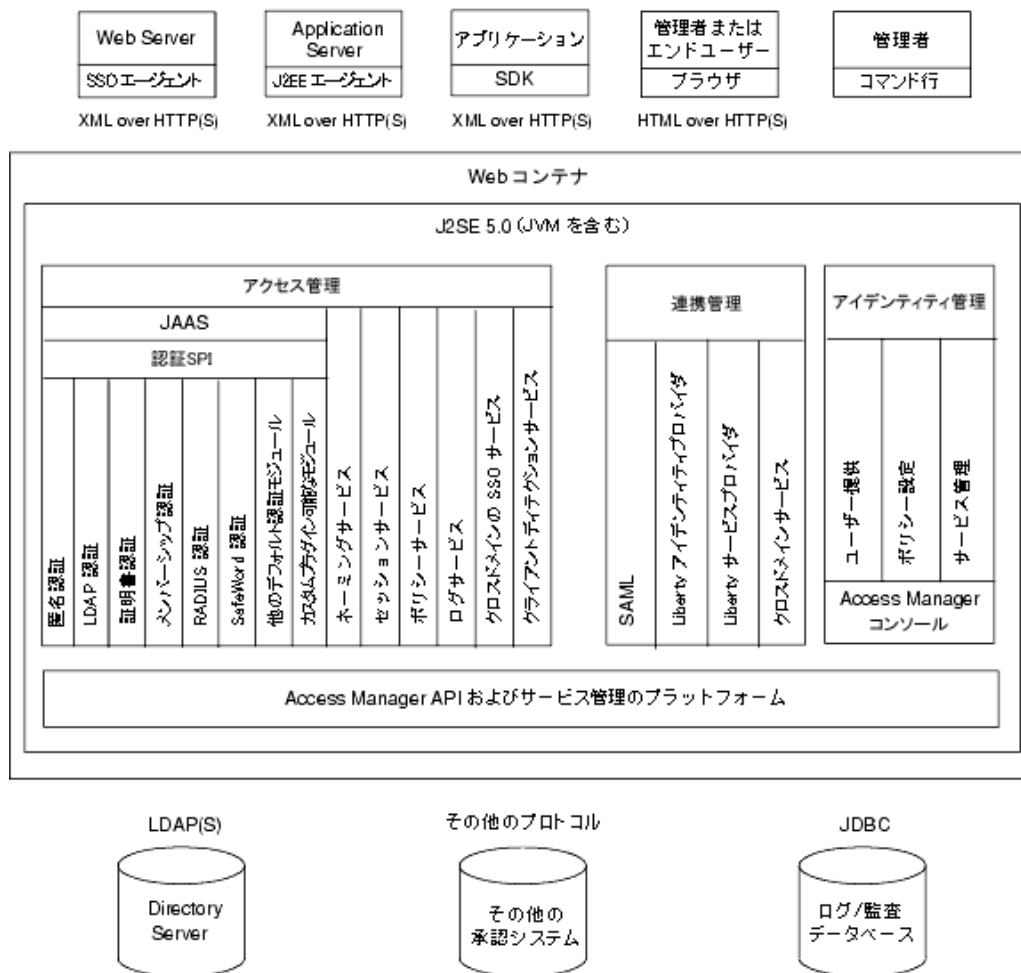 Web Server
SSOエージェント
XML over HTTP(S)
Application
Server
J2EEエージェント
XML over HTTP(S)
アプリケーション
SDK
XML over HTTP(S)
管理者または
エンドユーザー
ブラウザ
HTML over HTTP(S)
管理者
コマンド行
Webコンテナ
J2SE 5.0 (JVMを含む)
アクセス管理
JAAS
認証SPI
匿名認証
LDAP 認証
証明書認証
メンバーシップ認証
RADIUS 認証
SafeWord 認証
他のデフォルト認証モジュール
カスタムプラグイン可能なモジュール
ネーミングサービス
セッションサービス
ポリシーサービス
ログサービス
クロスドメインの SSO サービス
クライアントディテクションサービス
連携管理
SAML
Liberty アイデンティティプロバイダ
Liberty サービスプロバイダ
クロスドメインサービス
アイデンティティ管理
ユーザー提供
ポリシー設定
サービス管理
Access Manager
コンソール
Access Manager API およびサービス管理のプラットフォーム
LDAP(S)
Directory
Server
その他のプロトコル
その他の
承認システム
JDBC
ログ/監査
データベース